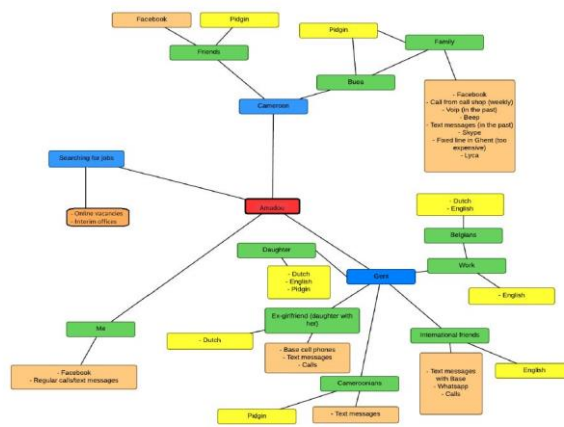 Facebook
Pidgin
Friends
Pidgin
Family
Buea
Cameroon
- Facebook
- Call from call shop (weekly)
- Voip (in the past)
- Beep
- Text messages (in the past)
- Skype
- Fixed line in Ghent (too
expensive)
- Lyca
Searching for jobs
- Online vacancies
- Interim offices
Amadou
- Dutch
- English
Belgians
Daughter
Work
- Dutch
- English
- Pidgin
Gent
- English
Ex-girlfriend (daughter with
her)
Me
- Dutch
- Base cell phones
- Text messages
- Calls
International friends
- Facebook
- Regular calls/text messages
Cameroonians
- Text messages
with Base
- Whatsapp
- Calls
English
Pidgin
- Text messages